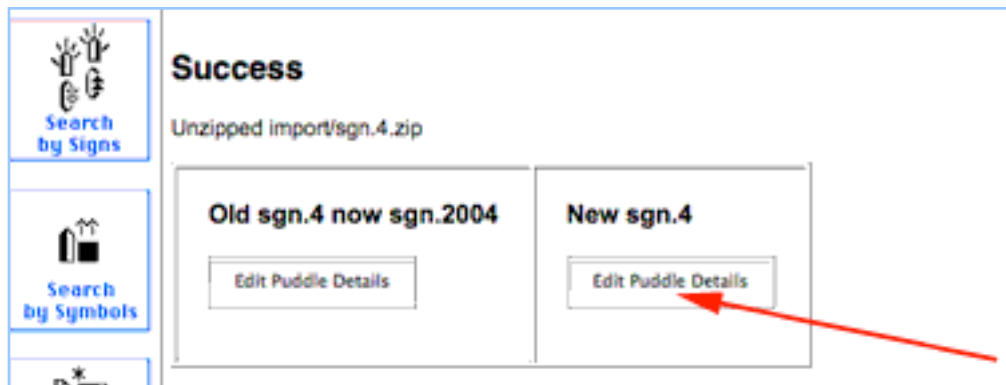 Search
by Signs
Search
by Symbols
Success
Unzipped import/sgn.4.zip
Old sgn.4 now sgn.2004
New sgn.4
Edit Puddle Details
Edit Puddle Details